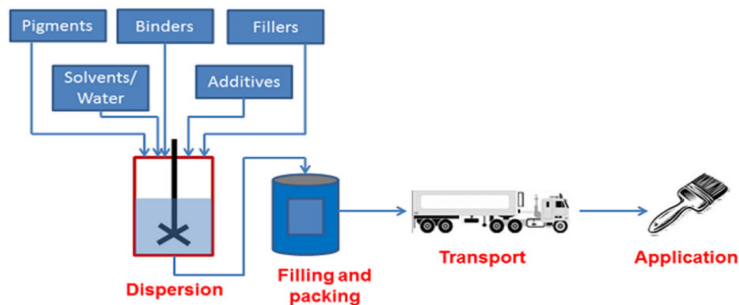 Pigments
Binders
Fillers
Solvents/
Water
Additives
Dispersion
Filling and
packing
Transport
Application